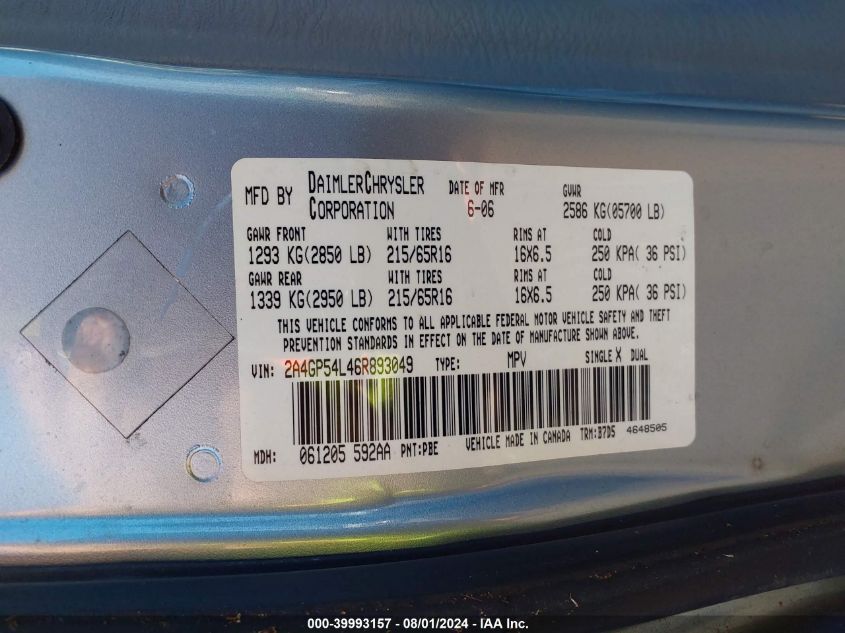 MFD BY DAIMLERCHRYSLER CORPORATION DATE OF MFR 6-06 GVWR 2586 KG(05700 LB)
GAWR FRONT WITH TIRES RIMS AT COLD
1293 KG(2850 LB) 215/65R16 16X6.5 250 KPA( 36 PSI)
GAWR REAR WITH TIRES RIMS AT COLD
1339 KG(2950 LB) 215/65R16 16X6.5 250 KPA( 36 PSI)
THIS VEHICLE CONFORMS TO ALL APPLICABLE FEDERAL MOTOR VEHICLE SAFETY AND THEFT
PREVENTION STANDARDS IN EFFECT ON THE DATE OF MANUFACTURE SHOWN ABOVE.
VIN: 2A4GP54L46R893049 TYPE: MPV SINGLE X DUAL
MDH: 061205 592AA PNT:PBE VEHICLE MADE IN CANADA TRM:B7D5 4648505
000-39993157 - 08/01/2024 - © IAA Holdings, LLC.